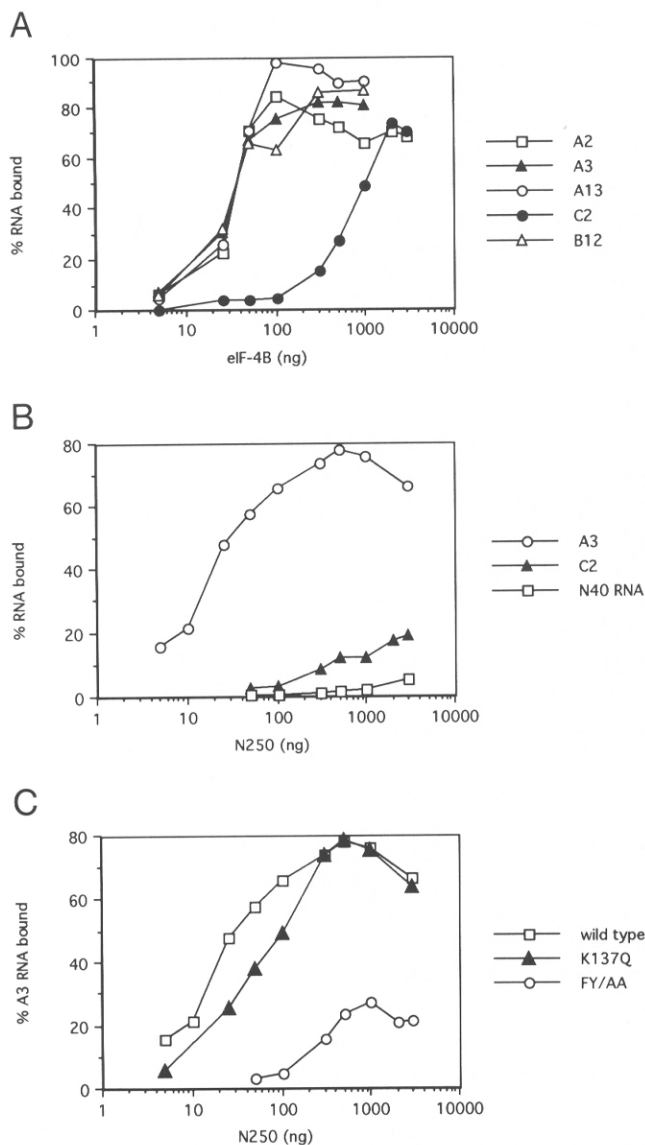 A
% RNA bound
100
80
60
40
20
0
1
10
100
1000
10000
eIF-4B (ng)
A2
A3
A13
C2
B12
B
% RNA bound
80
60
40
20
0
1
10
100
1000
10000
N250 (ng)
A3
C2
N40 RNA
C
% A3 RNA bound
80
60
40
20
0
1
10
100
1000
10000
N250 (ng)
wild type
K137Q
FY/AA